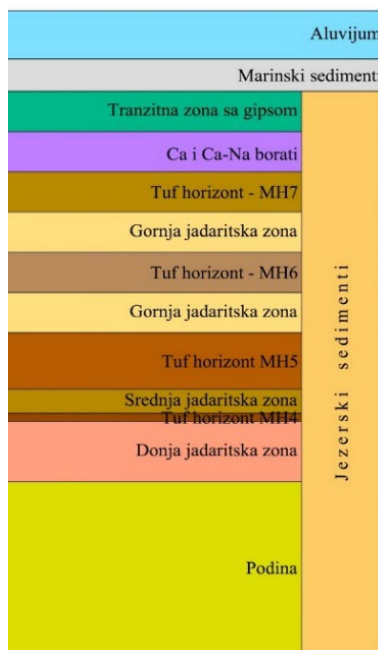 Aluvijum
Marinski sedimenti
Tranzitna zona sa gipsom
Ca i Ca-Na borati
Tuf horizont - MH7
Gornja jadaritska zona
Tuf horizont - MH6
Gornja jadaritska zona
Tuf horizont MH5
Srednja jadaritska zona
Tuf horizont MH4
Donja jadaritska zona
Podina
Jezerski sedimenti